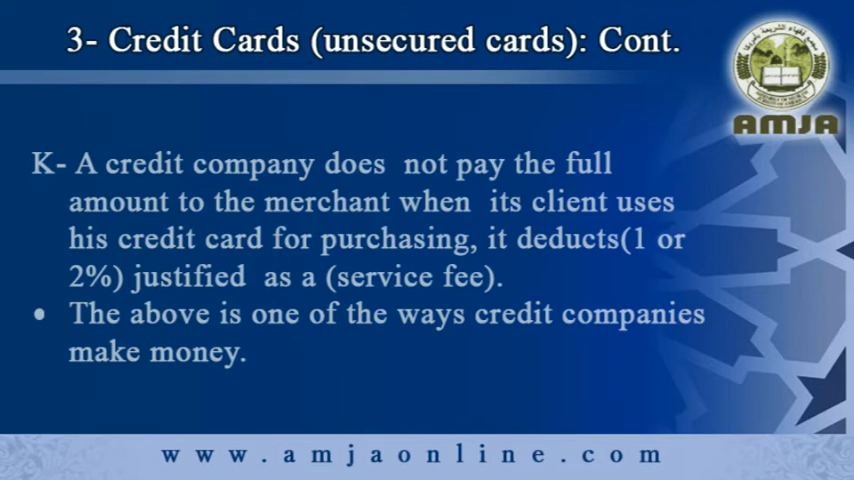 3- Credit Cards (unsecured cards): Cont.
AMJA
K- A credit company does not pay the full
amount to the merchant when its client uses
his credit card for purchasing, it deducts(1 or
2%) justified as a (service fee).
• The above is one of the ways credit companies
make money.
www.amjaonline.com